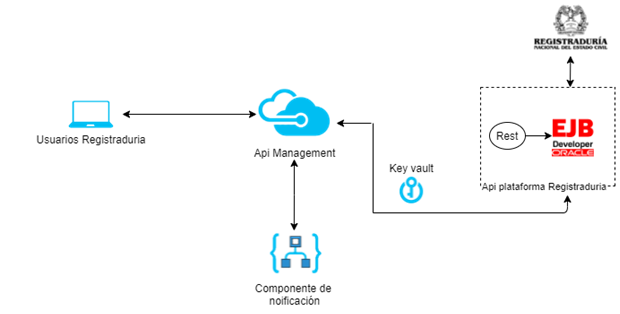 REGISTRADURÍA
NACIONAL DEL ESTADO CIVIL
Usuarios Registraduria
Api Management
Rest
EJB
Developer
ORACLE
Key vault
Api plataforma Registraduria
Componente de
noificación